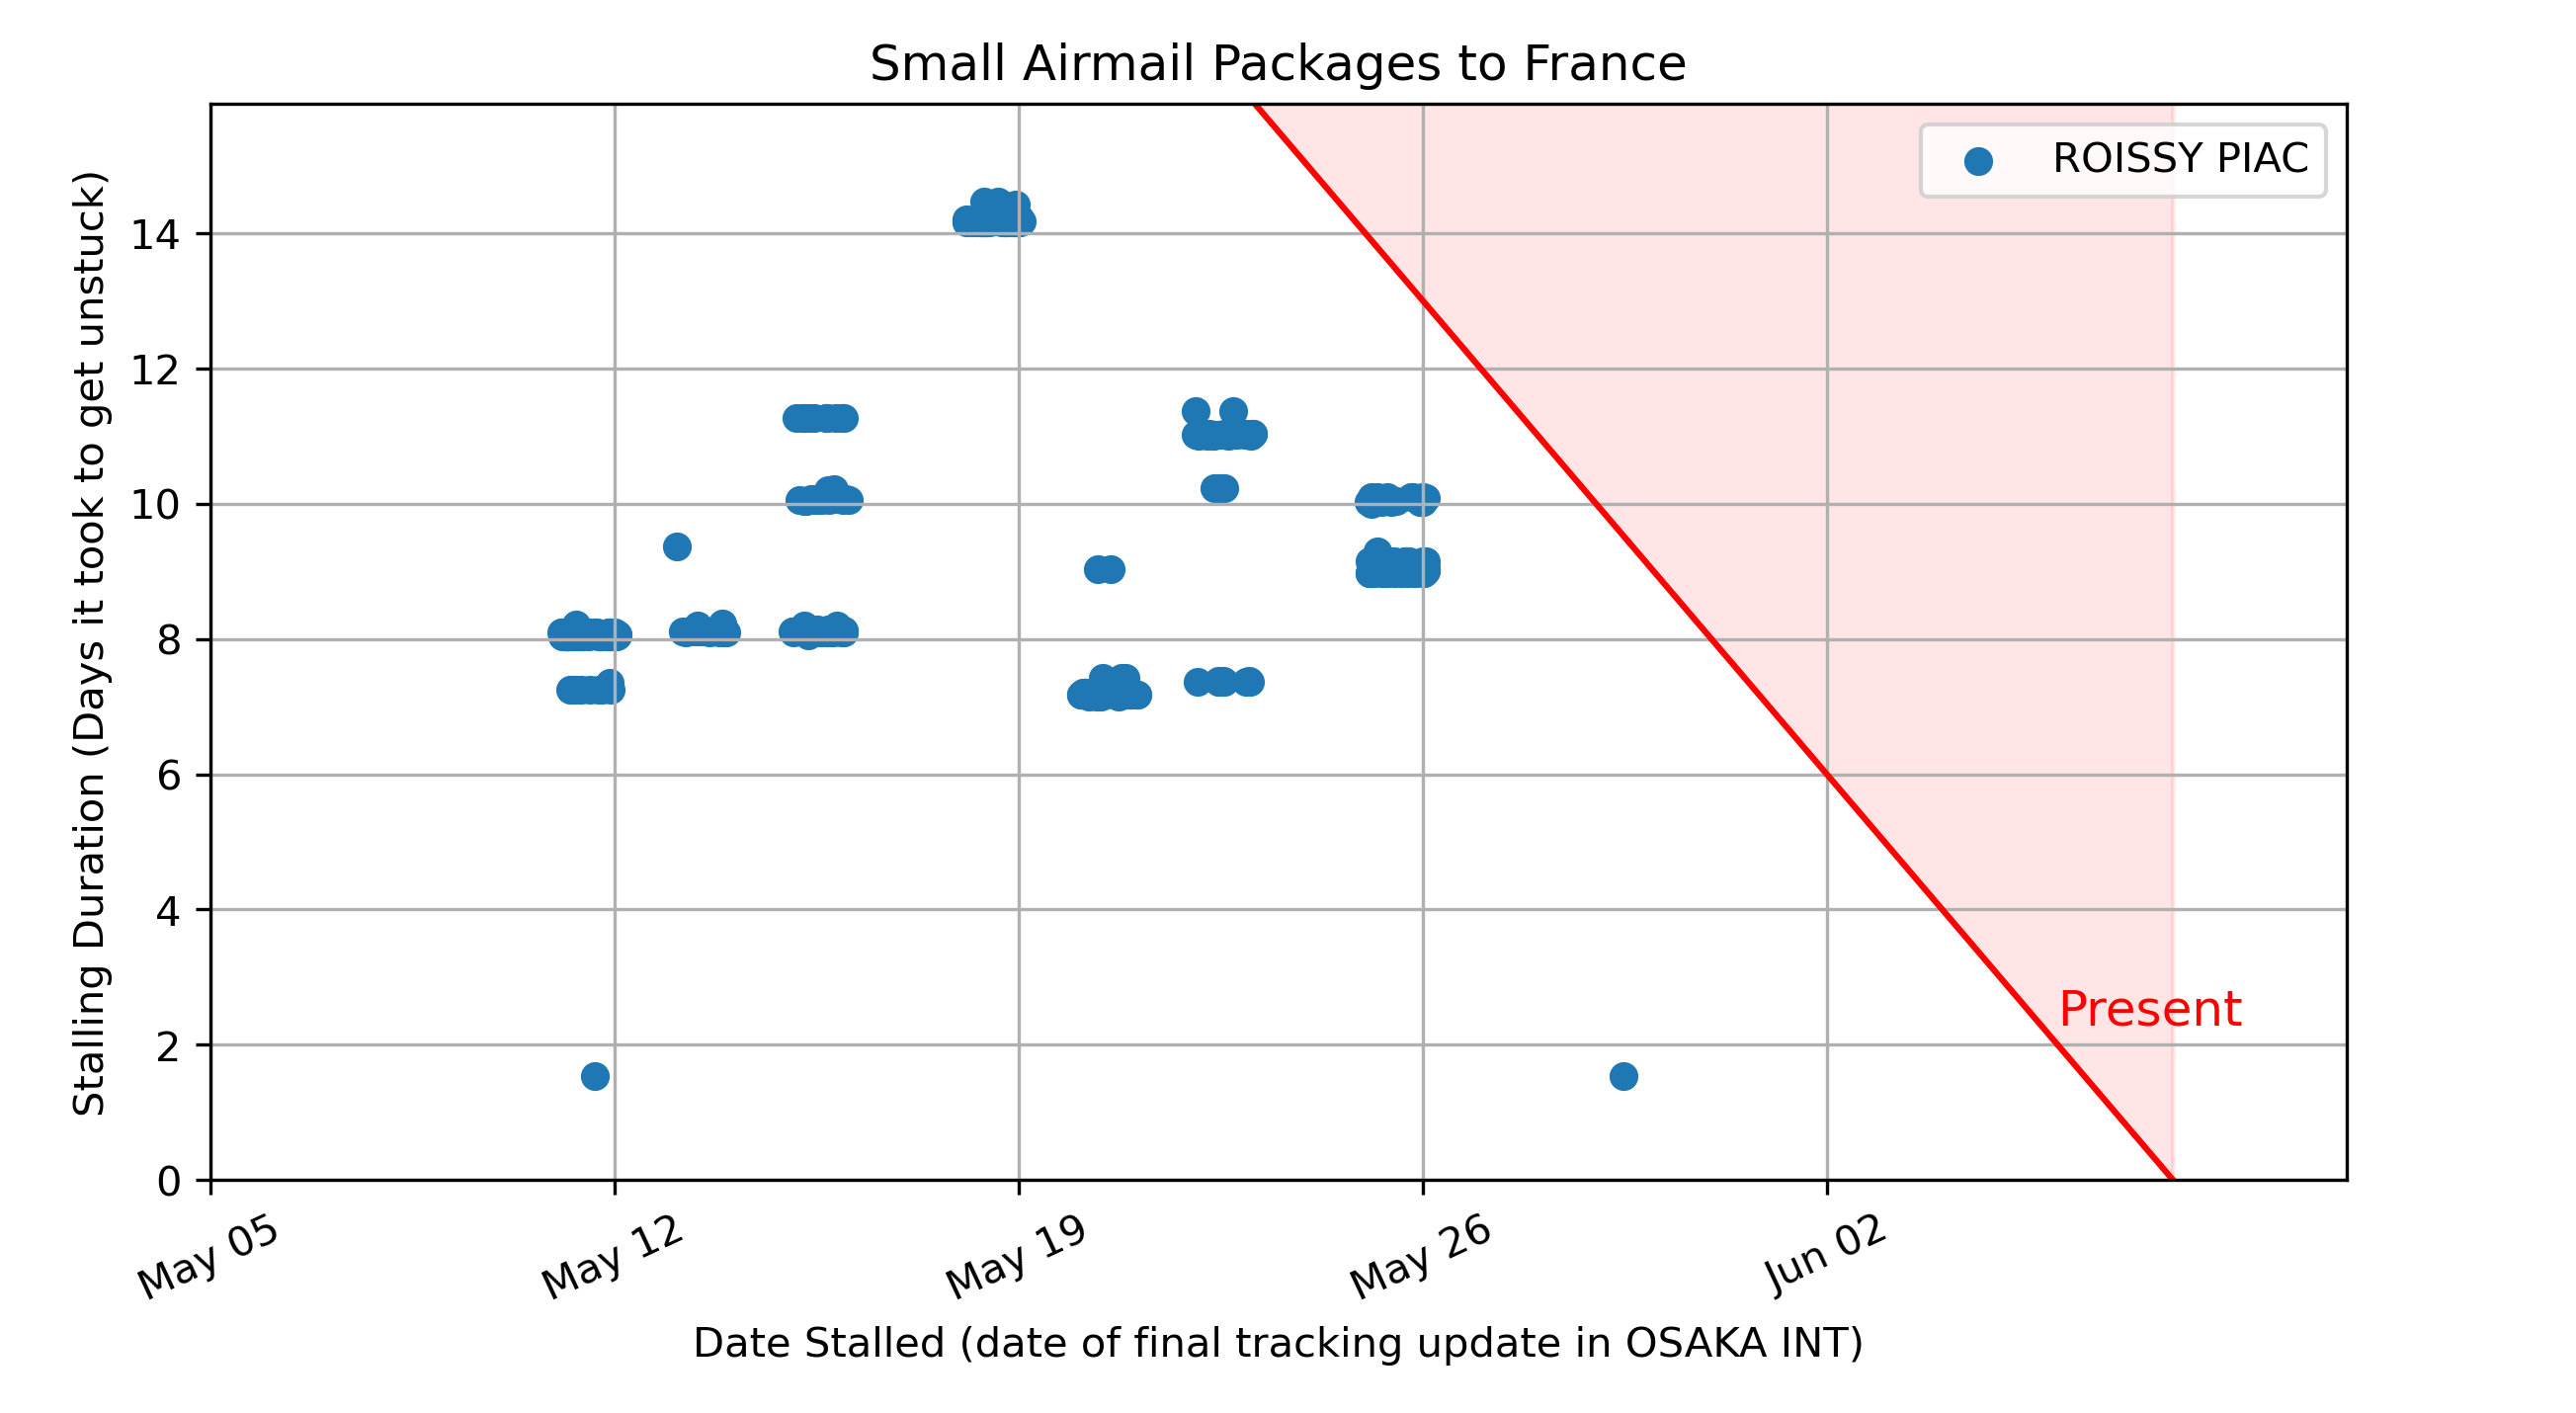 Small Airmail Packages to France
ROISSY PIAC
Stalling Duration (Days it took to get unstuck)
14
12
10
8
6
4
2
0
Present
May 05
May 12
May 19
May 26
Jun 02
Date Stalled (date of final tracking update in OSAKA INT)